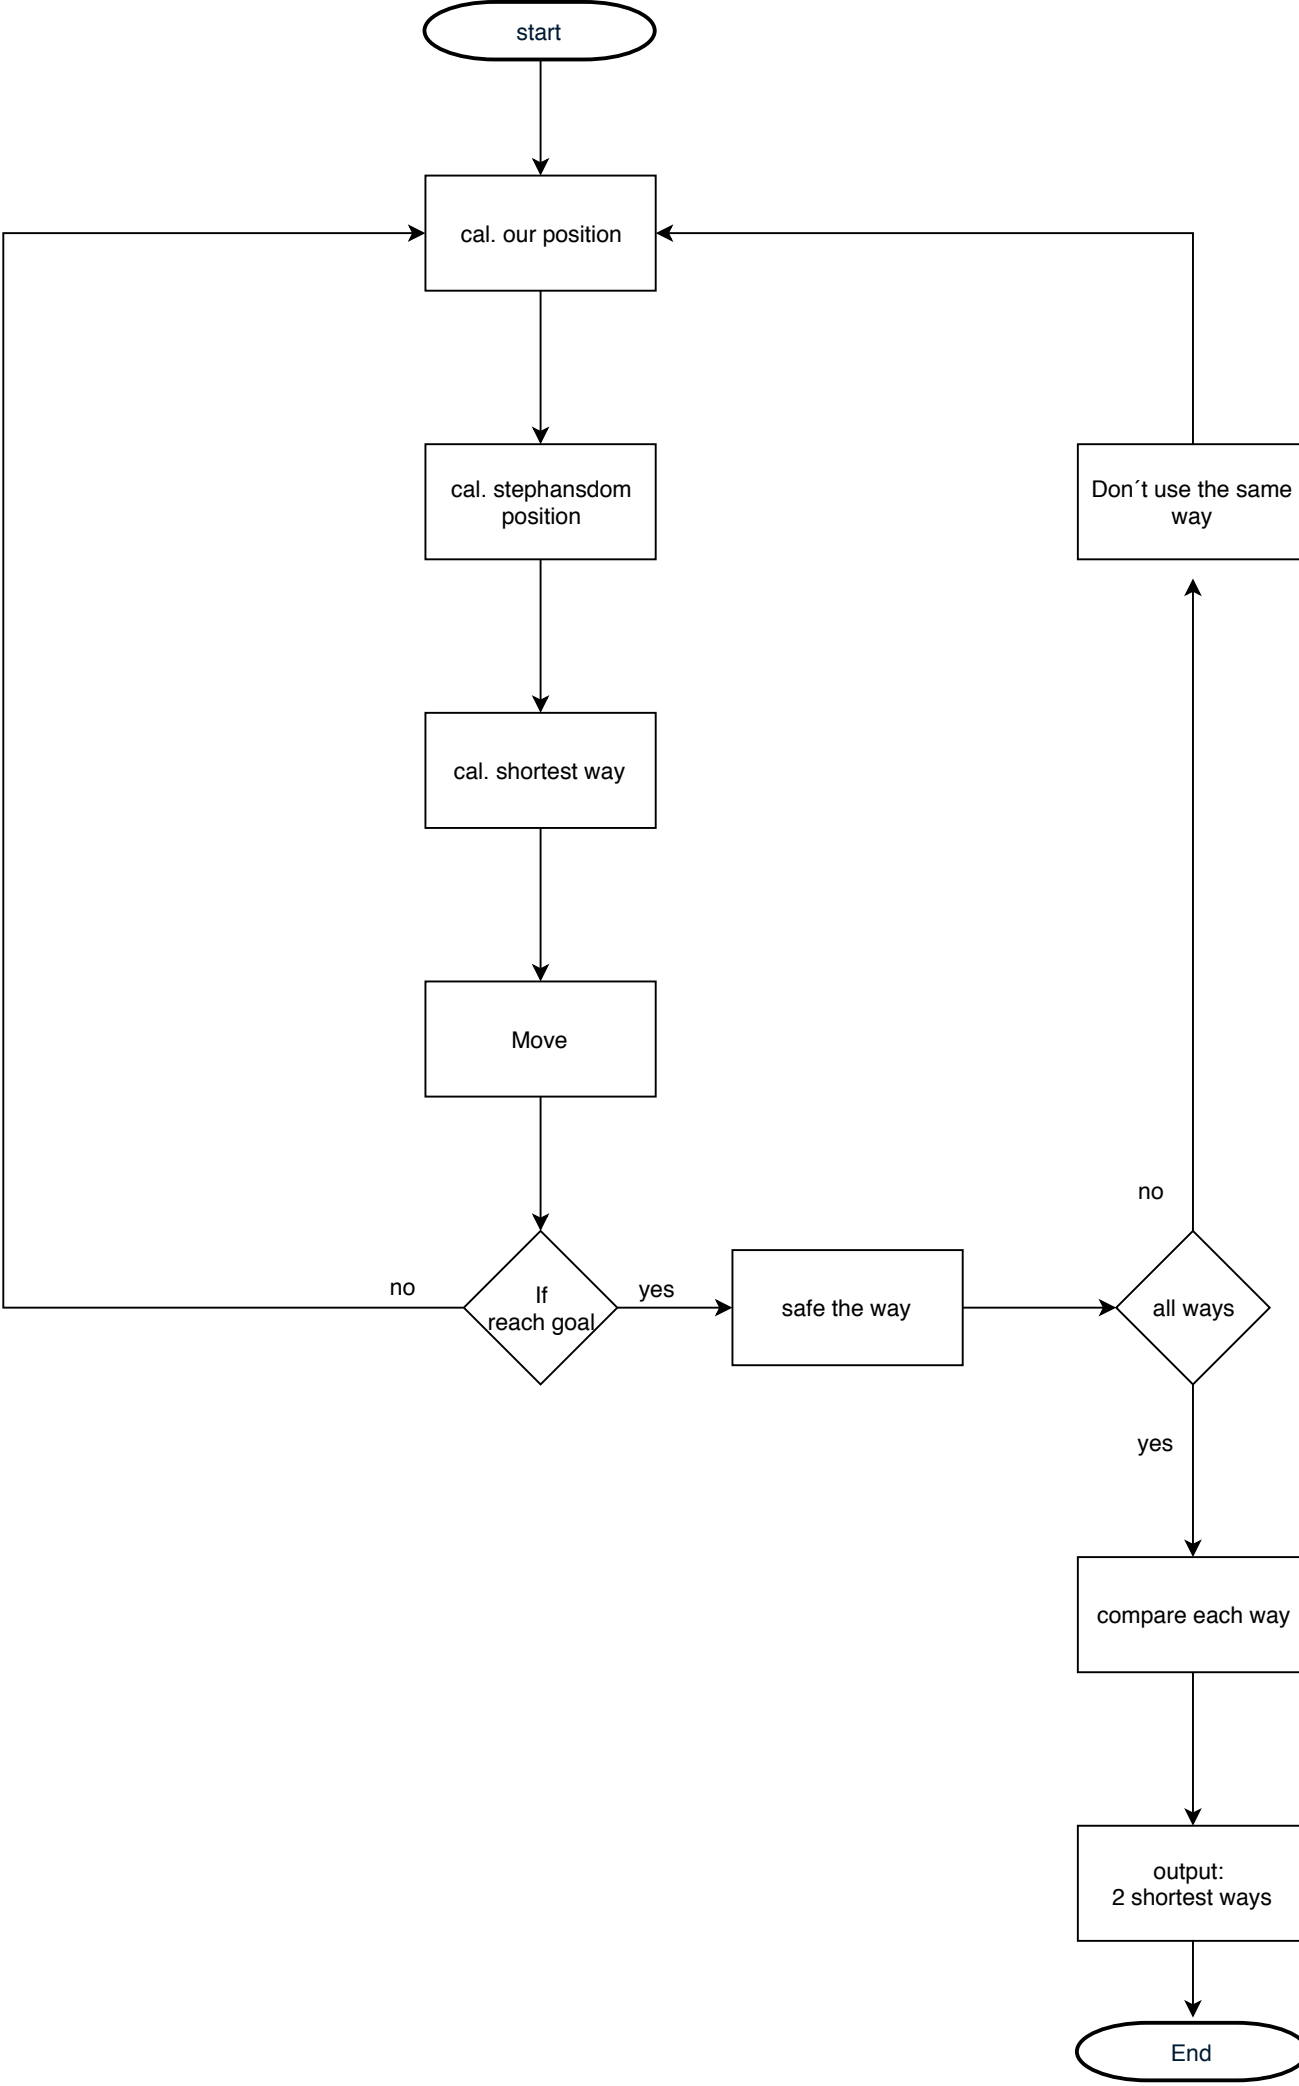 start
cal. our position
cal. stephansdom
position
Don´t use the same
way
cal. shortest way
Move
no
no
If
reach goal
yes
safe the way
all ways
yes
compare each way
output:
2 shortest ways
End